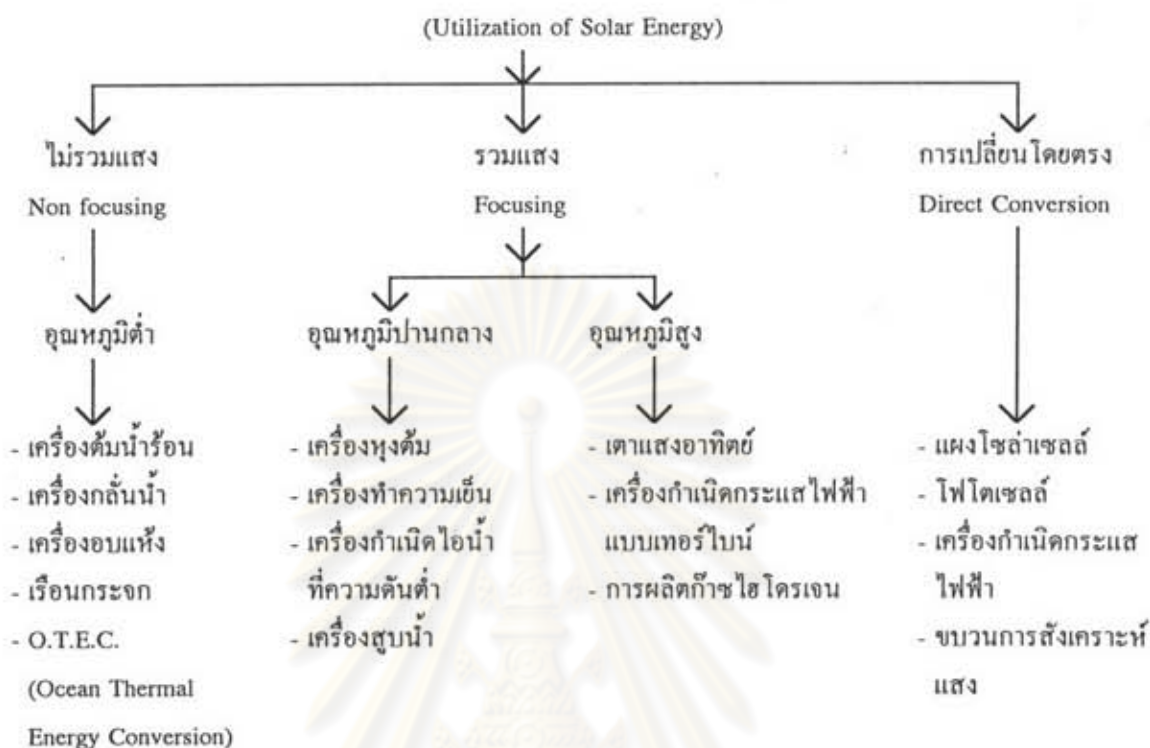 (Utilization of Solar Energy)
ไม่รวมแสง
Non focusing
อุณหภูมิต่ำ
- เครื่องต้มน้ำร้อน
- เครื่องกลั่นน้ำ
- เครื่องอบแห้ง
- เรือนกระจก
- O.T.E.C.
(Ocean Thermal
Energy Conversion)
รวมแสง
Focusing
อุณหภูมิปานกลาง
- เครื่องหุงต้ม
- เครื่องทำความเย็น
- เครื่องกำเนิดไอน้ำ
ที่ความดันต่ำ
- เครื่องสูบน้ำ
อุณหภูมิสูง
- เตาแสงอาทิตย์
- เครื่องกำเนิดกระแสไฟฟ้า
แบบเทอร์ไบน์
- การผลิตก๊าซไฮโดรเจน
การเปลี่ยนโดยตรง
Direct Conversion
- แผงโซล่าเซลล์
- โฟโตเซลล์
- เครื่องกำเนิดกระแส
ไฟฟ้า
- ขบวนการสังเคราะห์
แสง